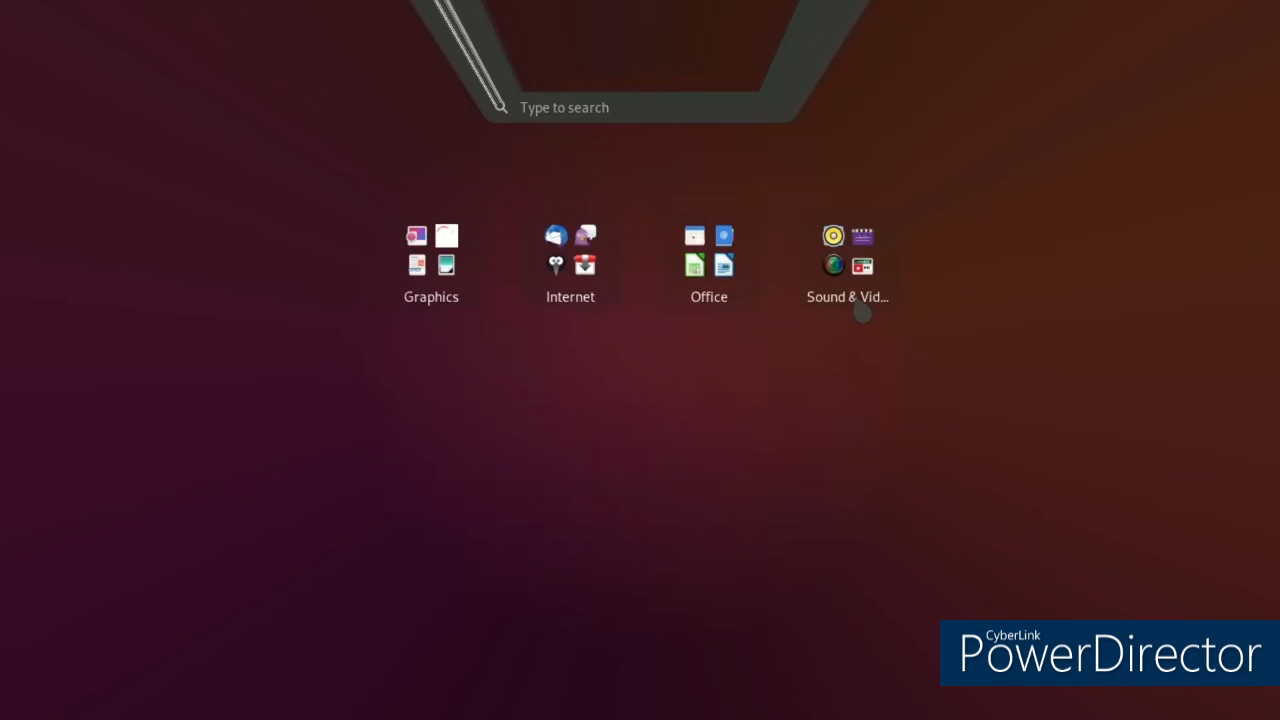 Type to search
Graphics
Internet
Office
Sound & Vid...
CyberLink
PowerDirector